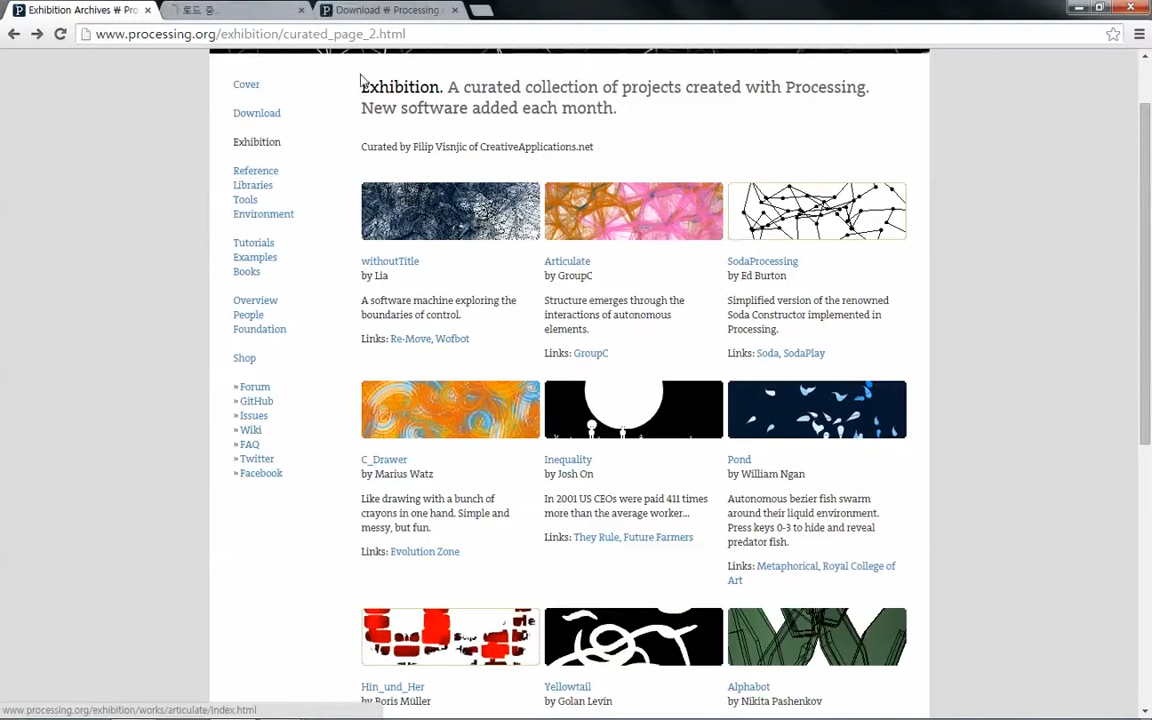 Exhibition Archives ₩ Pro
로드 중...
Download ₩ Processing
www.processing.org/exhibition/curated_page_2.html
Cover
Download
Exhibition
Reference
Libraries
Tools
Environment
Tutorials
Examples
Books
Overview
People
Foundation
Shop
» Forum
» GitHub
» Issues
» Wiki
» FAQ
» Twitter
» Facebook
Exhibition. A curated collection of projects created with Processing.
New software added each month.
Curated by Filip Visnjic of CreativeApplications.net
withoutTitle
by Lia
A software machine exploring the
boundaries of control.
Links: Re-Move, Wofbot
Articulate
by GroupC
Structure emerges through the
interactions of autonomous
elements.
Links: GroupC
SodaProcessing
by Ed Burton
Simplified version of the renowned
Soda Constructor implemented in
Processing.
Links: Soda, SodaPlay
C_Drawer
by Marius Watz
Like drawing with a bunch of
crayons in one hand. Simple and
messy, but fun.
Links: Evolution Zone
Inequality
by Josh On
In 2001 US CEOs were paid 411 times
more than the average worker...
Links: They Rule, Future Farmers
Pond
by William Ngan
Autonomous bezier fish swarm
around their liquid environment.
Press keys 0-3 to hide and reveal
predator fish.
Links: Metaphorical, Royal College of
Art
Hin_und_Her
by Boris Müller
Yellowtail
by Golan Levin
Alphabot
by Nikita Pashenkov
www.processing.org/exhibition/works/articulate/index.html